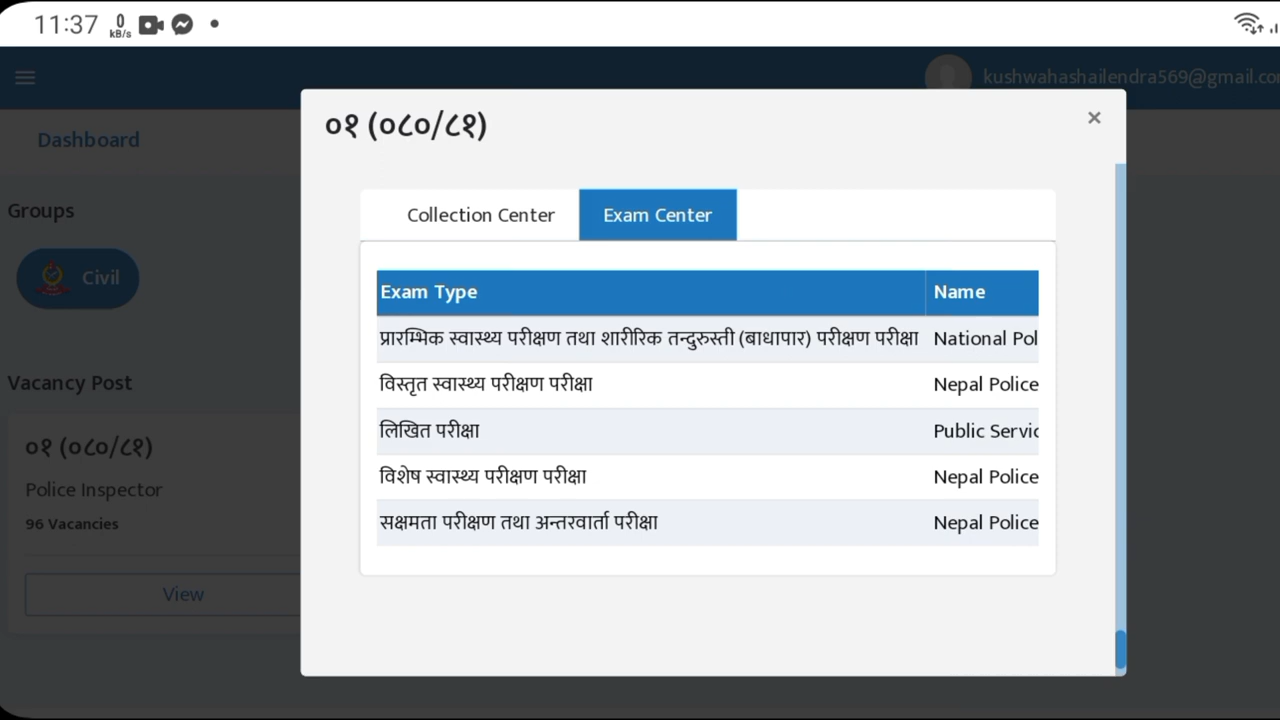 11:37 0 kB/s
kushwahashailendra569@gmail.co
Dashboard
Groups
Civil
Vacancy Post
०१ (०८०/८१)
Police Inspector
96 Vacancies
View
०१ (०८०/८१)
×
Collection Center Exam Center
Exam Type Name
प्रारम्भिक स्वास्थ्य परीक्षण तथा शारीरिक तन्दुरुस्ती (बाधापार) परीक्षण परीक्षा National Pol
विस्तृत स्वास्थ्य परीक्षण परीक्षा Nepal Police
लिखित परीक्षा Public Servic
विशेष स्वास्थ्य परीक्षण परीक्षा Nepal Police
सक्षमता परीक्षण तथा अन्तरवार्ता परीक्षा Nepal Police